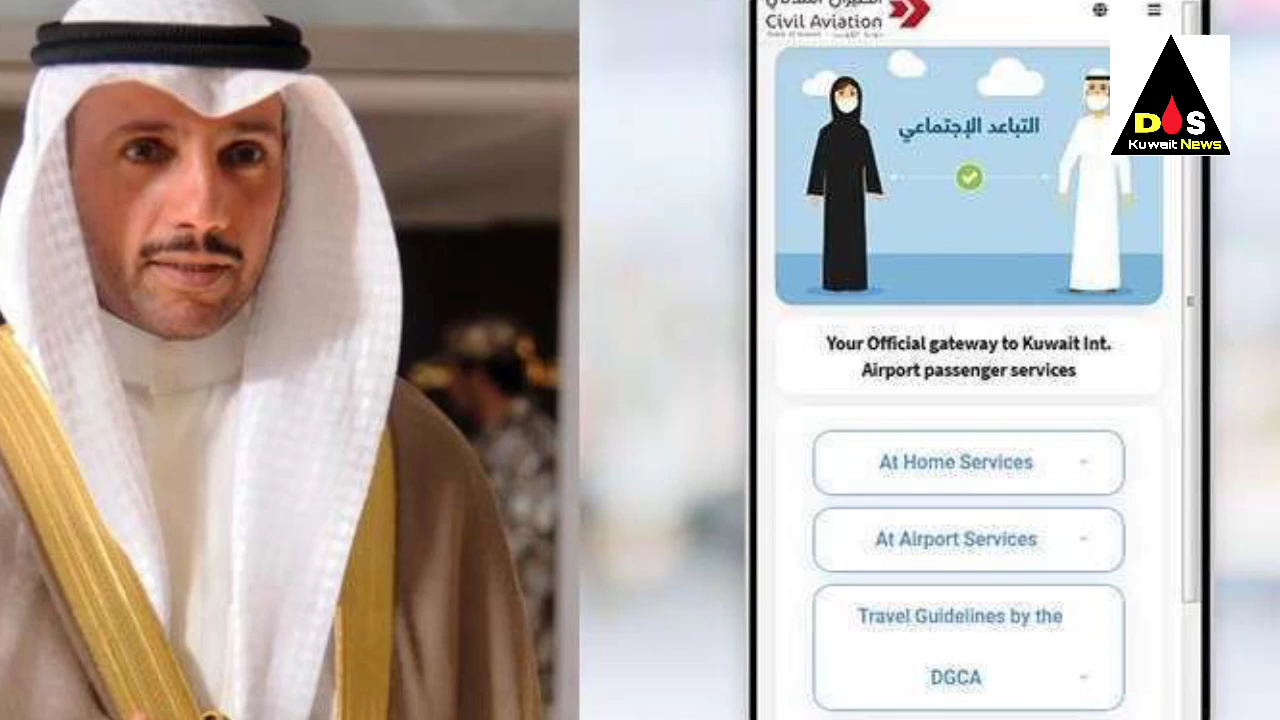 Civil Aviation
التباعد الإجتماعي
DOS
Kuwait News
Your Official gateway to Kuwait Int.
Airport passenger services
At Home Services
At Airport Services
Travel Guidelines by the
DGCA